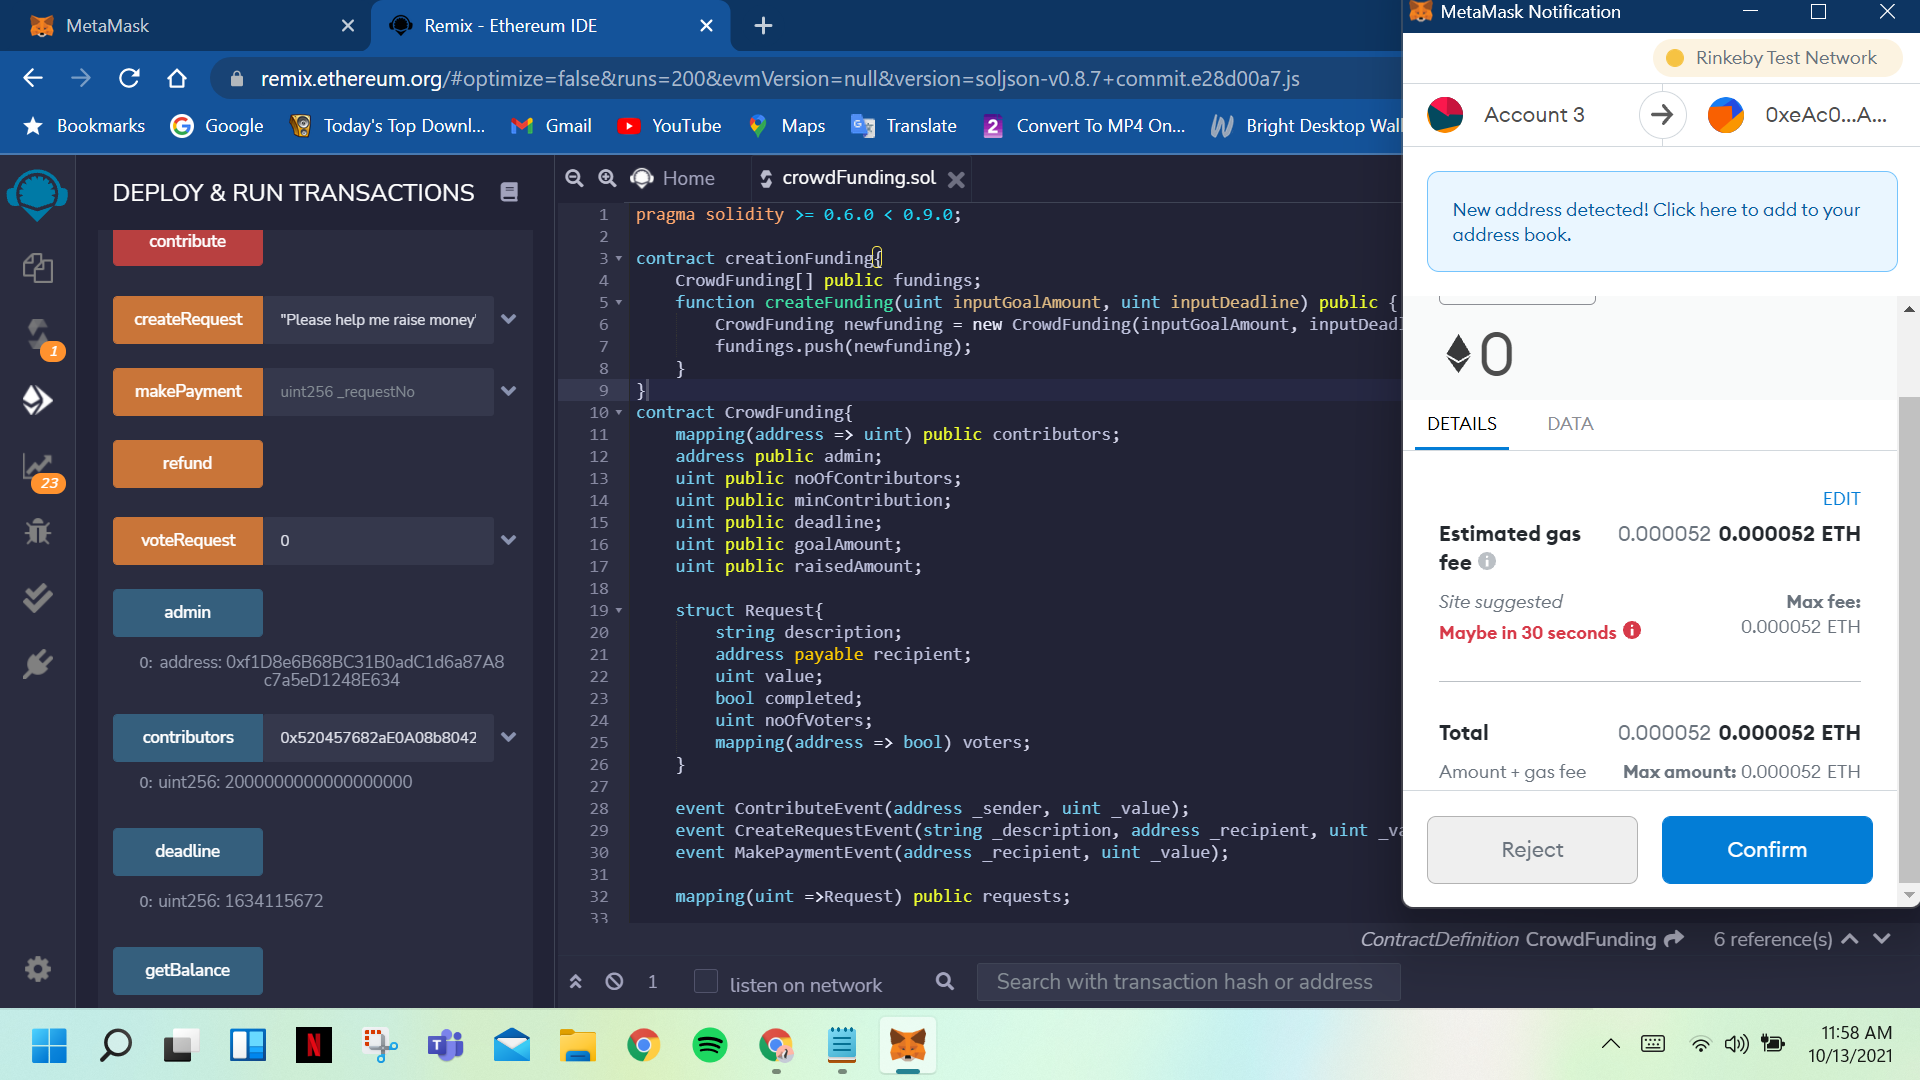 MetaMask
Remix - Ethereum IDE
remix.ethereum.org/#optimize=false&runs=200&evmVersion=null&version=soljson-v0.8.7+commit.e28d00a7.js
Bookmarks
Google
Today's Top Downl...
Gmail
YouTube
Maps
Translate
2
Convert To MP4 On...
Bright Desktop Wall
DEPLOY & RUN TRANSACTIONS
1
23
contribute
createRequest
"Please help me raise money"
makePayment
uint256 _requestNo
refund
voteRequest
0
admin
0: address: 0xf1D8e6B68BC31B0adC1d6a87A8
c7a5eD1248E634
contributors
0x520457682aE0A08b8042
0: uint256: 2000000000000000000
deadline
0: uint256: 1634115672
getBalance
Home
crowdFunding.sol
1 pragma solidity >= 0.6.0 < 0.9.0;
2
3 contract creationFunding{
4 CrowdFunding[] public fundings;
5 function createFunding(uint inputGoalAmount, uint inputDeadline) public {
6 CrowdFunding newfunding = new CrowdFunding(inputGoalAmount, inputDeadl
7 fundings.push(newfunding);
8 }
9 }
10 contract CrowdFunding{
11 mapping(address => uint) public contributors;
12 address public admin;
13 uint public noOfContributors;
14 uint public minContribution;
15 uint public deadline;
16 uint public goalAmount;
17 uint public raisedAmount;
18
19 struct Request{
20 string description;
21 address payable recipient;
22 uint value;
23 bool completed;
24 uint noOfVoters;
25 mapping(address => bool) voters;
26 }
27
28 event ContributeEvent(address _sender, uint _value);
29 event CreateRequestEvent(string _description, address _recipient, uint _va
30 event MakePaymentEvent(address _recipient, uint _value);
31
32 mapping(uint =>Request) public requests;
33
ContractDefinition CrowdFunding
6 reference(s)
1
listen on network
Search with transaction hash or address
MetaMask Notification
Rinkeby Test Network
Account 3
0xeAc0...A...
New address detected! Click here to add to your
address book.
0
DETAILS
DATA
EDIT
Estimated gas
fee
0.000052 0.000052 ETH
Site suggested
Max fee:
Maybe in 30 seconds
0.000052 ETH
Total
0.000052 0.000052 ETH
Amount + gas fee
Max amount: 0.000052 ETH
Reject
Confirm
N
T
11:58 AM
10/13/2021